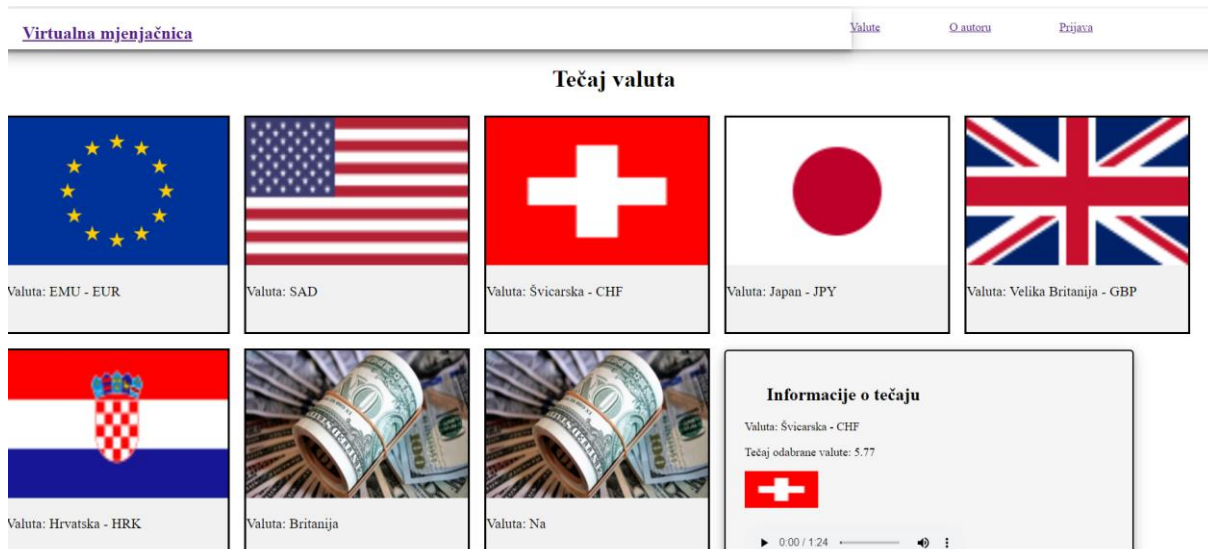 Virtualna mjenjačnica
Valute
O autoru
Prijava
Tečaj valuta
Valuta: EMU - EUR
Valuta: SAD
Valuta: Švicarska - CHF
Valuta: Japan - JPY
Valuta: Velika Britanija - GBP
Valuta: Hrvatska - HRK
Valuta: Britanija
Valuta: Na
Informacije o tečaju
Valuta: Švicarska - CHF
Tečaj odabrane valute: 5.77
0:00 / 1:24